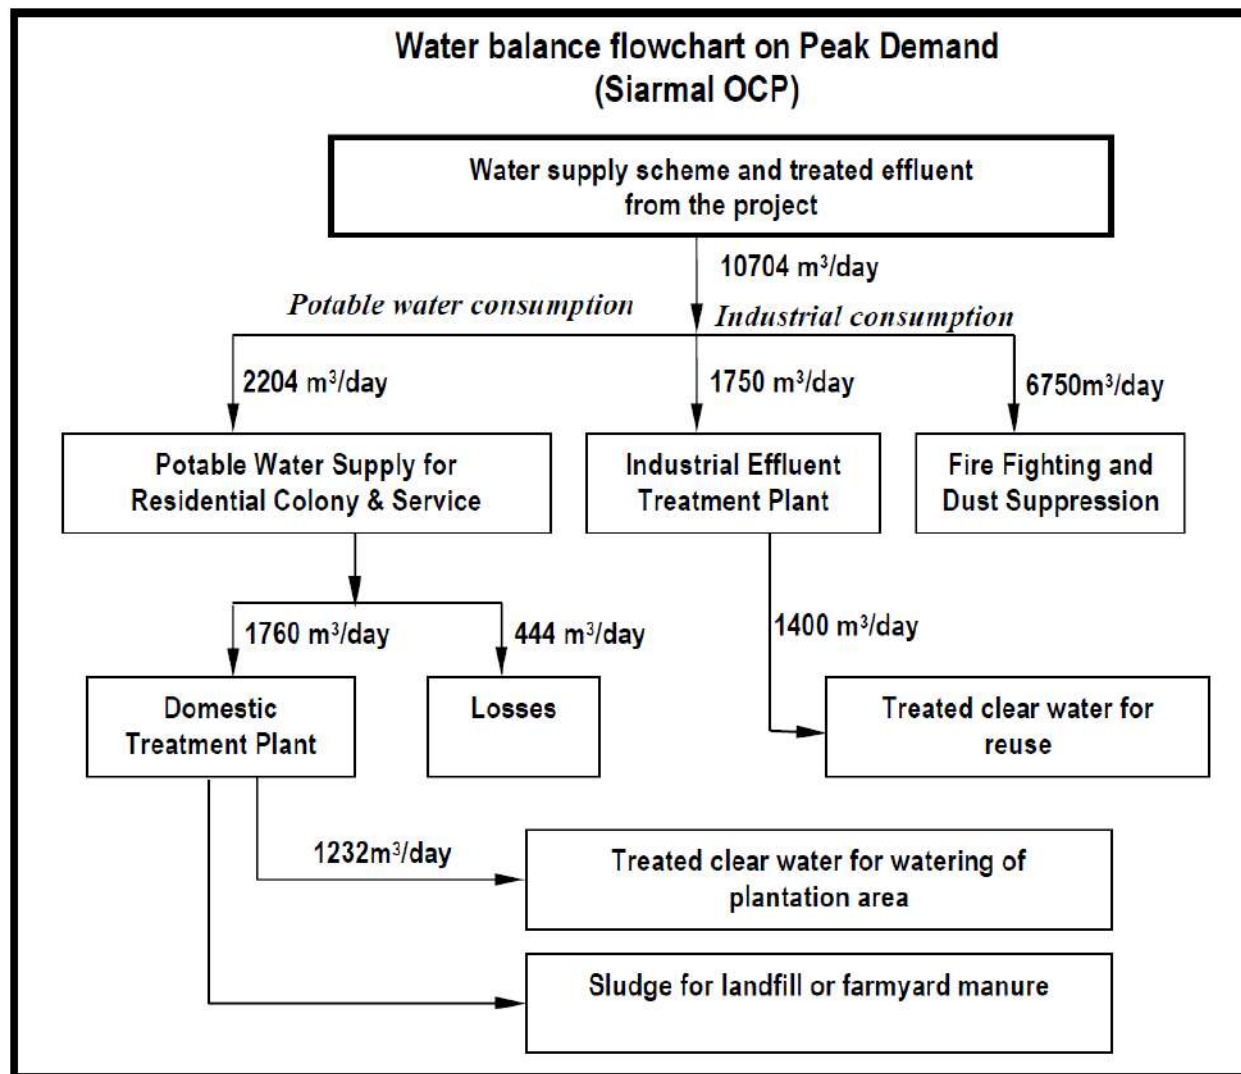 Water balance flowchart on Peak Demand
(Siarmal OCP)
Water supply scheme and treated effluent
from the project
10704 m³/day
Potable water consumption
Industrial consumption
2204 m³/day
1750 m³/day
6750m³/day
Potable Water Supply for
Residential Colony & Service
Industrial Effluent
Treatment Plant
Fire Fighting and
Dust Suppression
1760 m³/day
444 m³/day
1400 m³/day
Domestic
Treatment Plant
Losses
Treated clear water for
reuse
1232m³/day
Treated clear water for watering of
plantation area
Sludge for landfill or farmyard manure